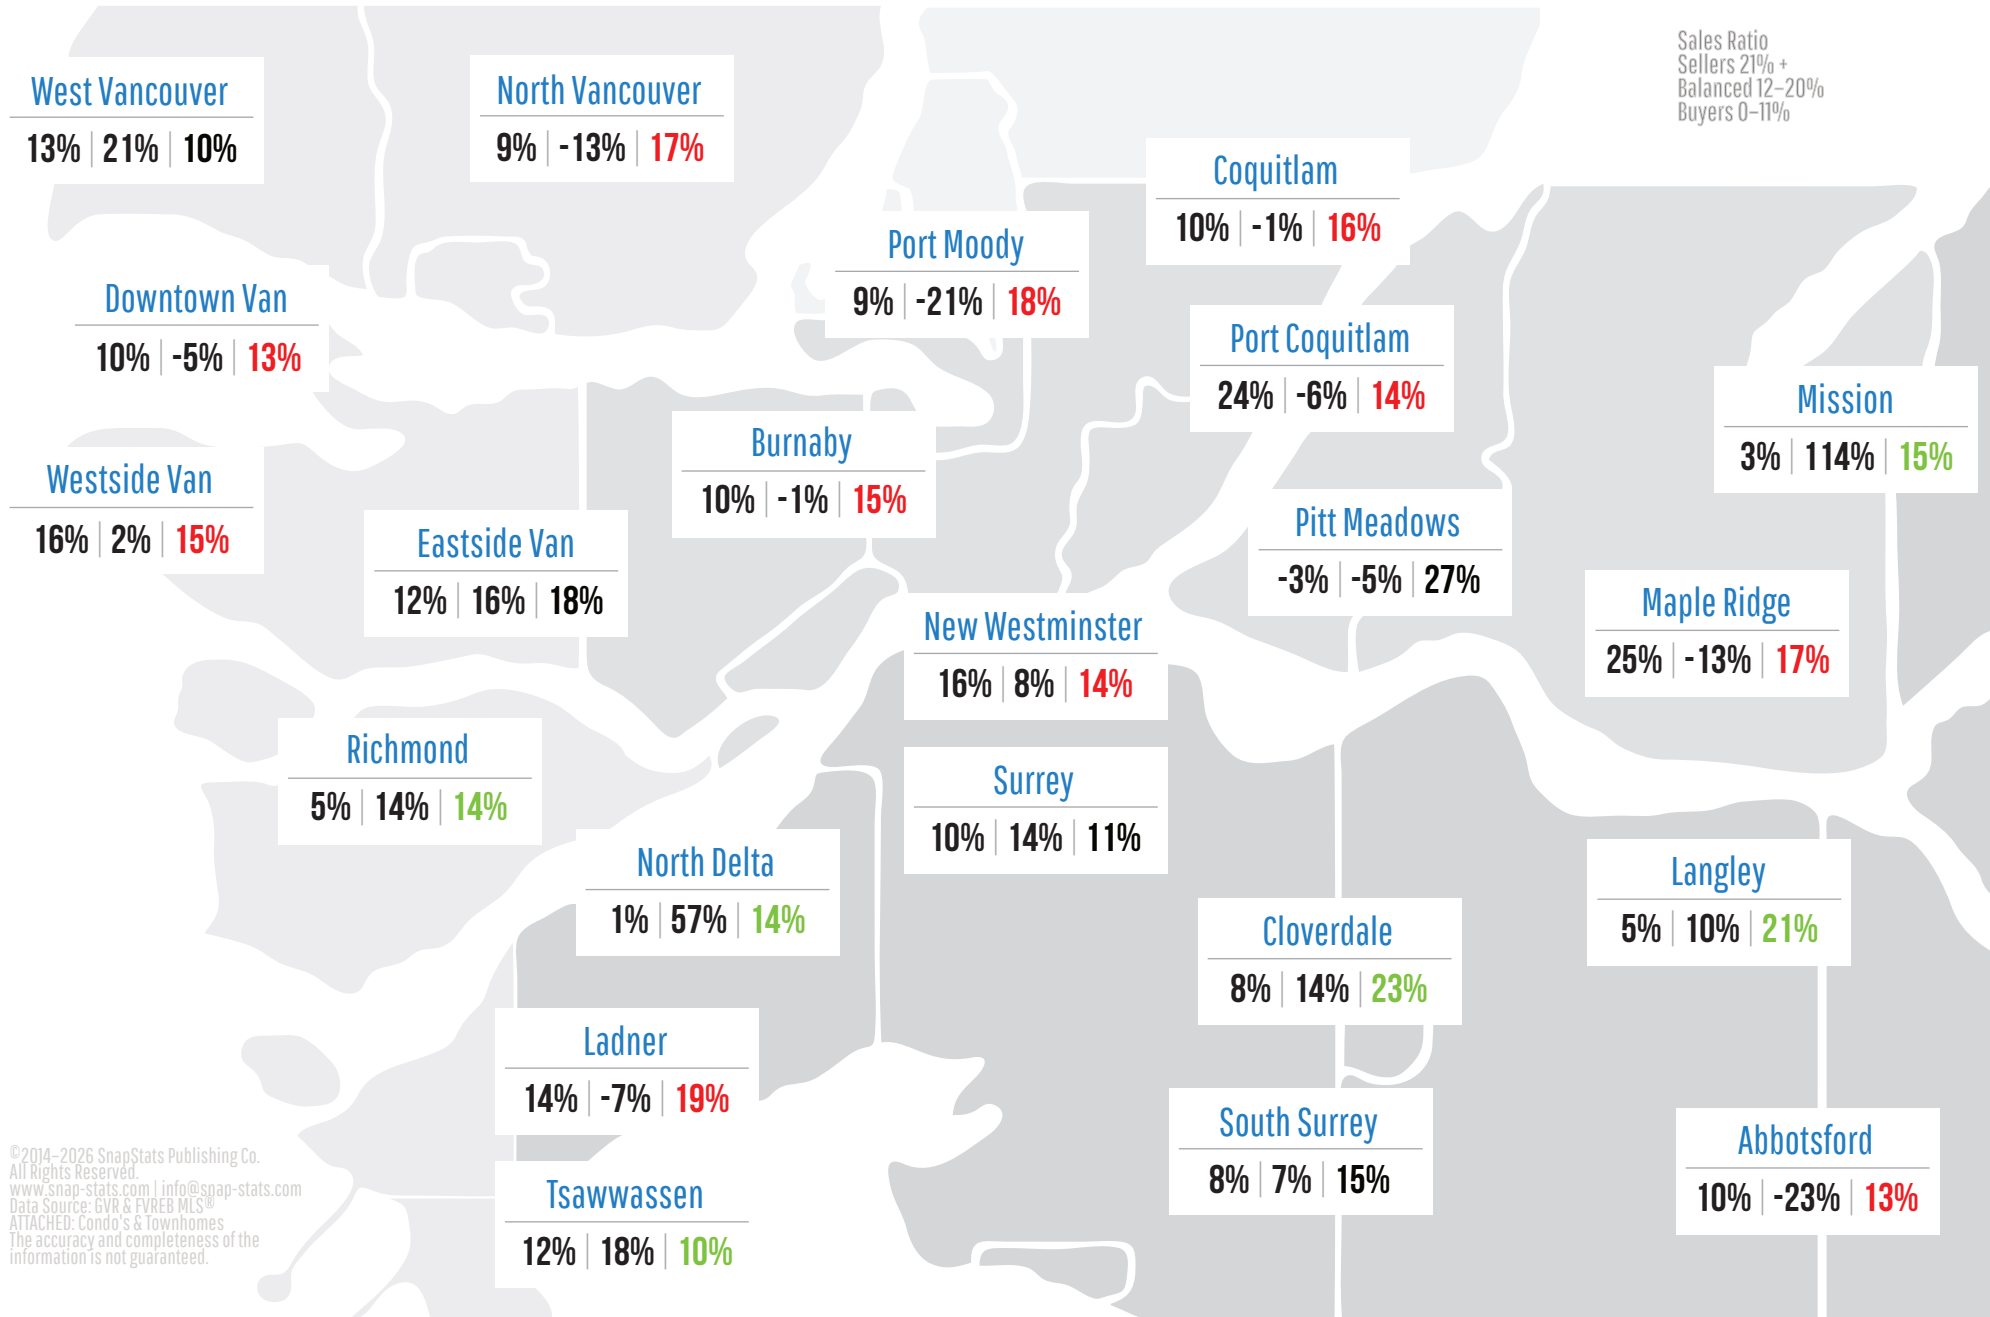 Sales Ratio
Sellers 21% +
Balanced 12–20%
Buyers 0–11%
West Vancouver
13% | 21% | 10%
North Vancouver
9% | -13% | 17%
Coquitlam
10% | -1% | 16%
Port Moody
9% | -21% | 18%
Downtown Van
10% | -5% | 13%
Port Coquitlam
24% | -6% | 14%
Mission
3% | 114% | 15%
Burnaby
10% | -1% | 15%
Westside Van
16% | 2% | 15%
Eastside Van
12% | 16% | 18%
Pitt Meadows
-3% | -5% | 27%
Maple Ridge
25% | -13% | 17%
New Westminster
16% | 8% | 14%
Richmond
5% | 14% | 14%
Surrey
10% | 14% | 11%
North Delta
1% | 57% | 14%
Langley
5% | 10% | 21%
Cloverdale
8% | 14% | 23%
Ladner
14% | -7% | 19%
South Surrey
8% | 7% | 15%
Abbotsford
10% | -23% | 13%
Tsawwassen
12% | 18% | 10%
©2014–2026 SnapStats Publishing Co.
All Rights Reserved.
www.snap-stats.com | info@snap-stats.com
Data Source: GVR & FVREB MLS®
ATTACHED: Condo's & Townhomes
The accuracy and completeness of the
information is not guaranteed.